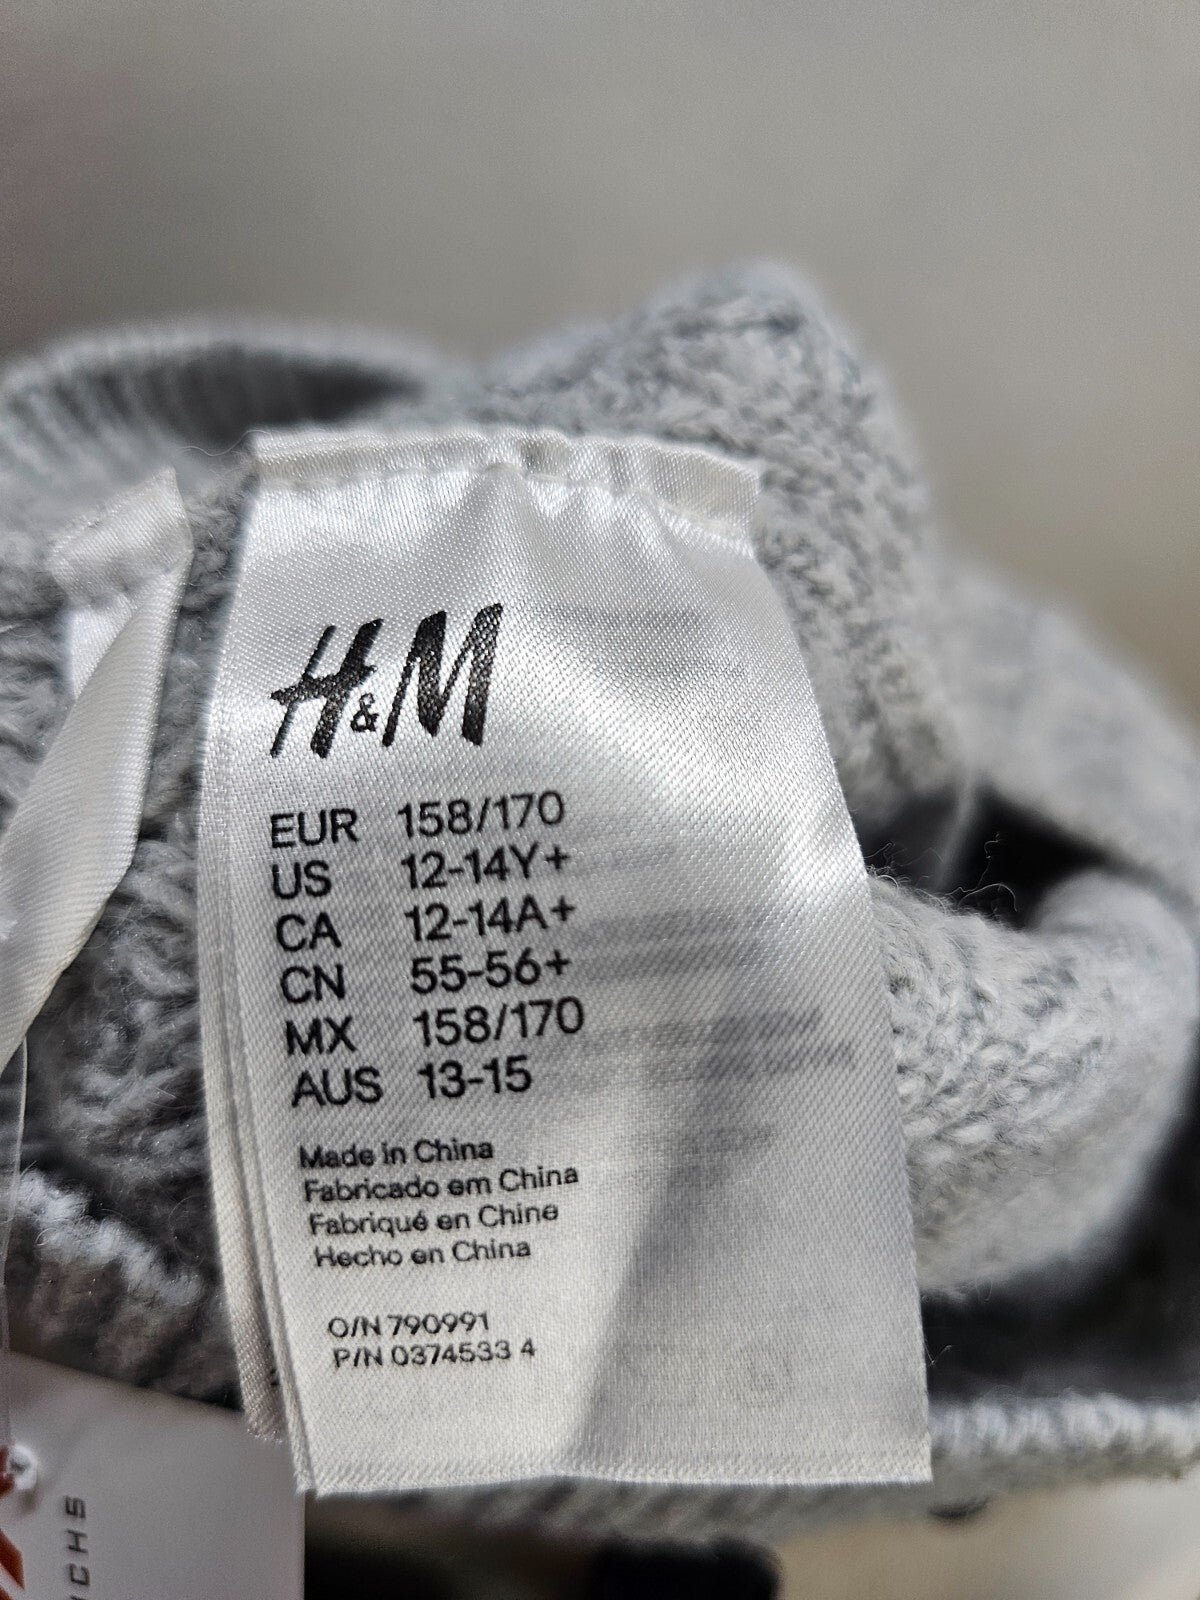 H&M
EUR 158/170
US 12-14Y+
CA 12-14A+
CN 55-56+
MX 158/170
AUS 13-15
Made in China
Fabricado em China
Fabriqué en Chine
Hecho en China
O/N 790991
P/N 0374533 4